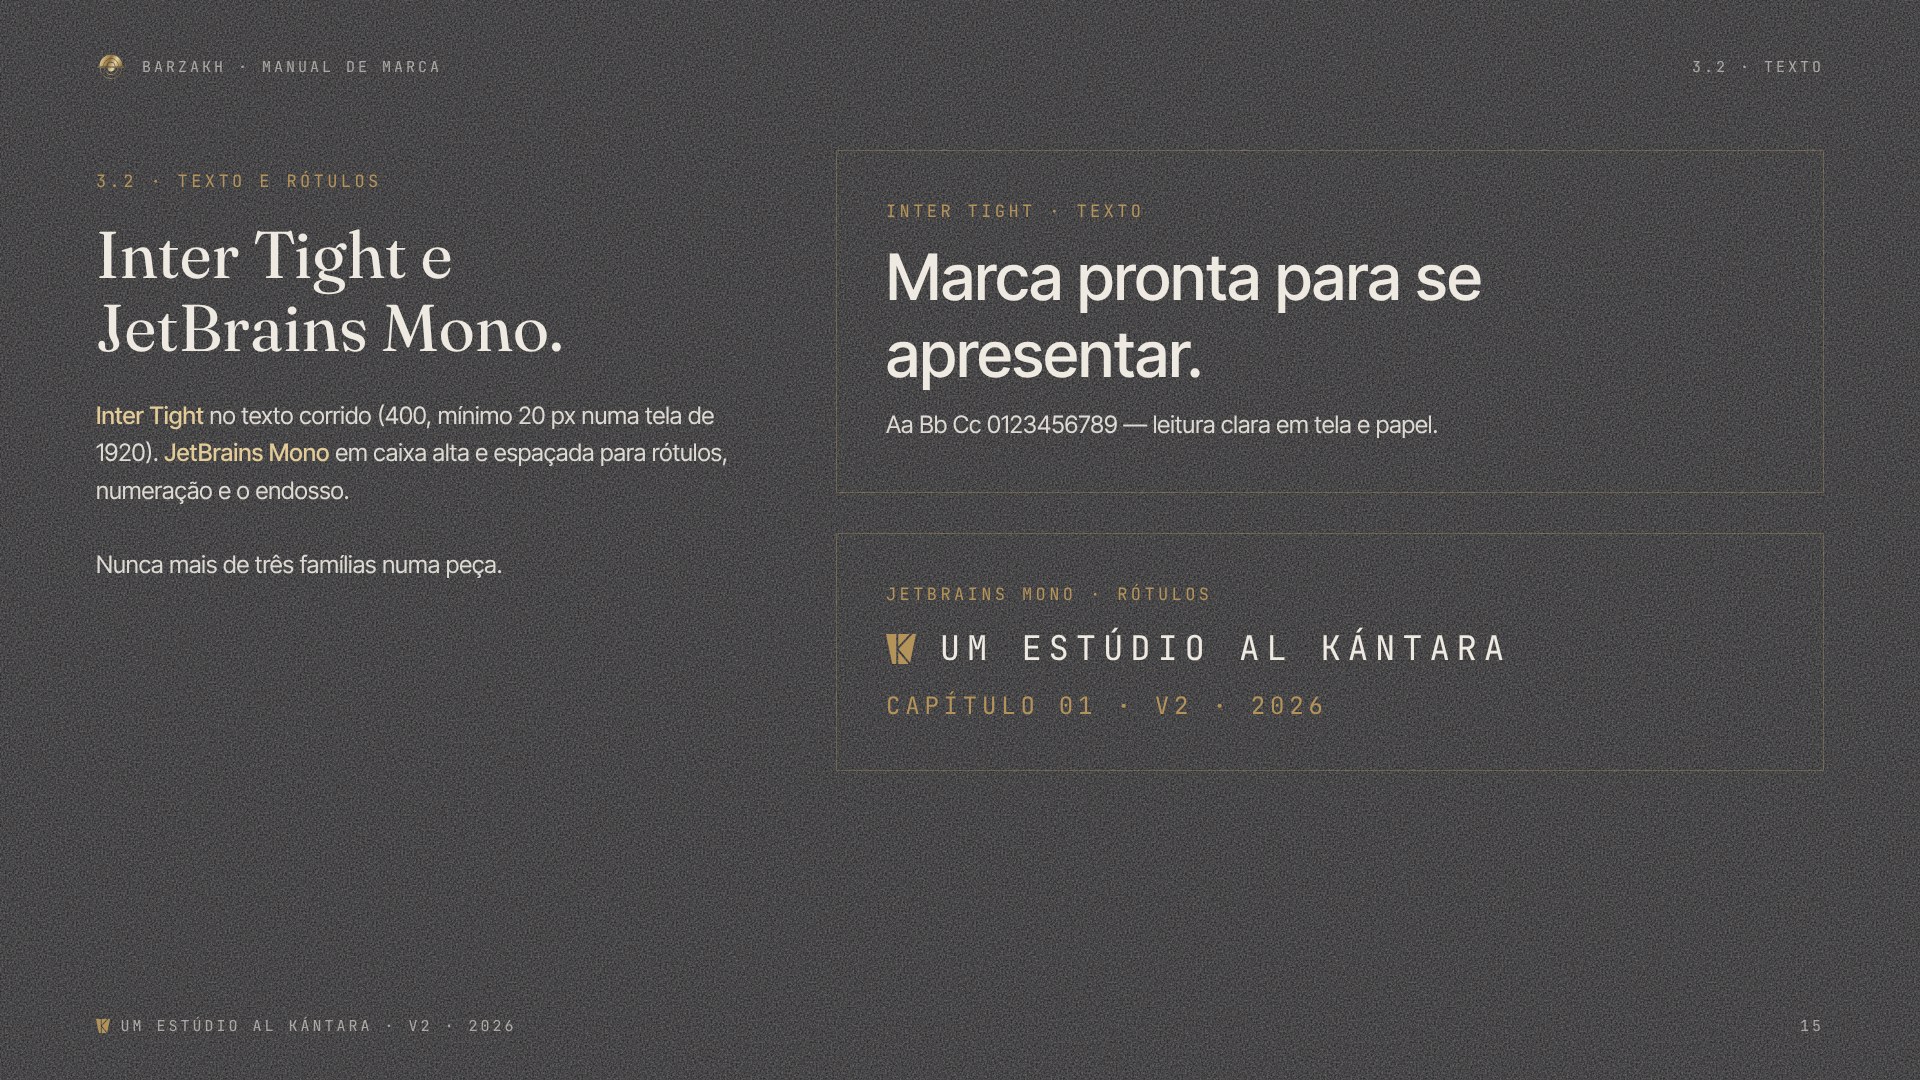 BARZAKH · MANUAL DE MARCA
3.2 · TEXTO
3.2 · TEXTO E RÓTULOS
Inter Tight e
JetBrains Mono.
Inter Tight no texto corrido (400, mínimo 20 px numa tela de
1920). JetBrains Mono em caixa alta e espaçada para rótulos,
numeração e o endosso.
Nunca mais de três famílias numa peça.
INTER TIGHT · TEXTO
Marca pronta para se
apresentar.
Aa Bb Cc 0123456789 — leitura clara em tela e papel.
JETBRAINS MONO · RÓTULOS
UM ESTÚDIO AL KÁNTARA
CAPÍTULO 01 · V2 · 2026
UM ESTÚDIO AL KÁNTARA · V2 · 2026
15